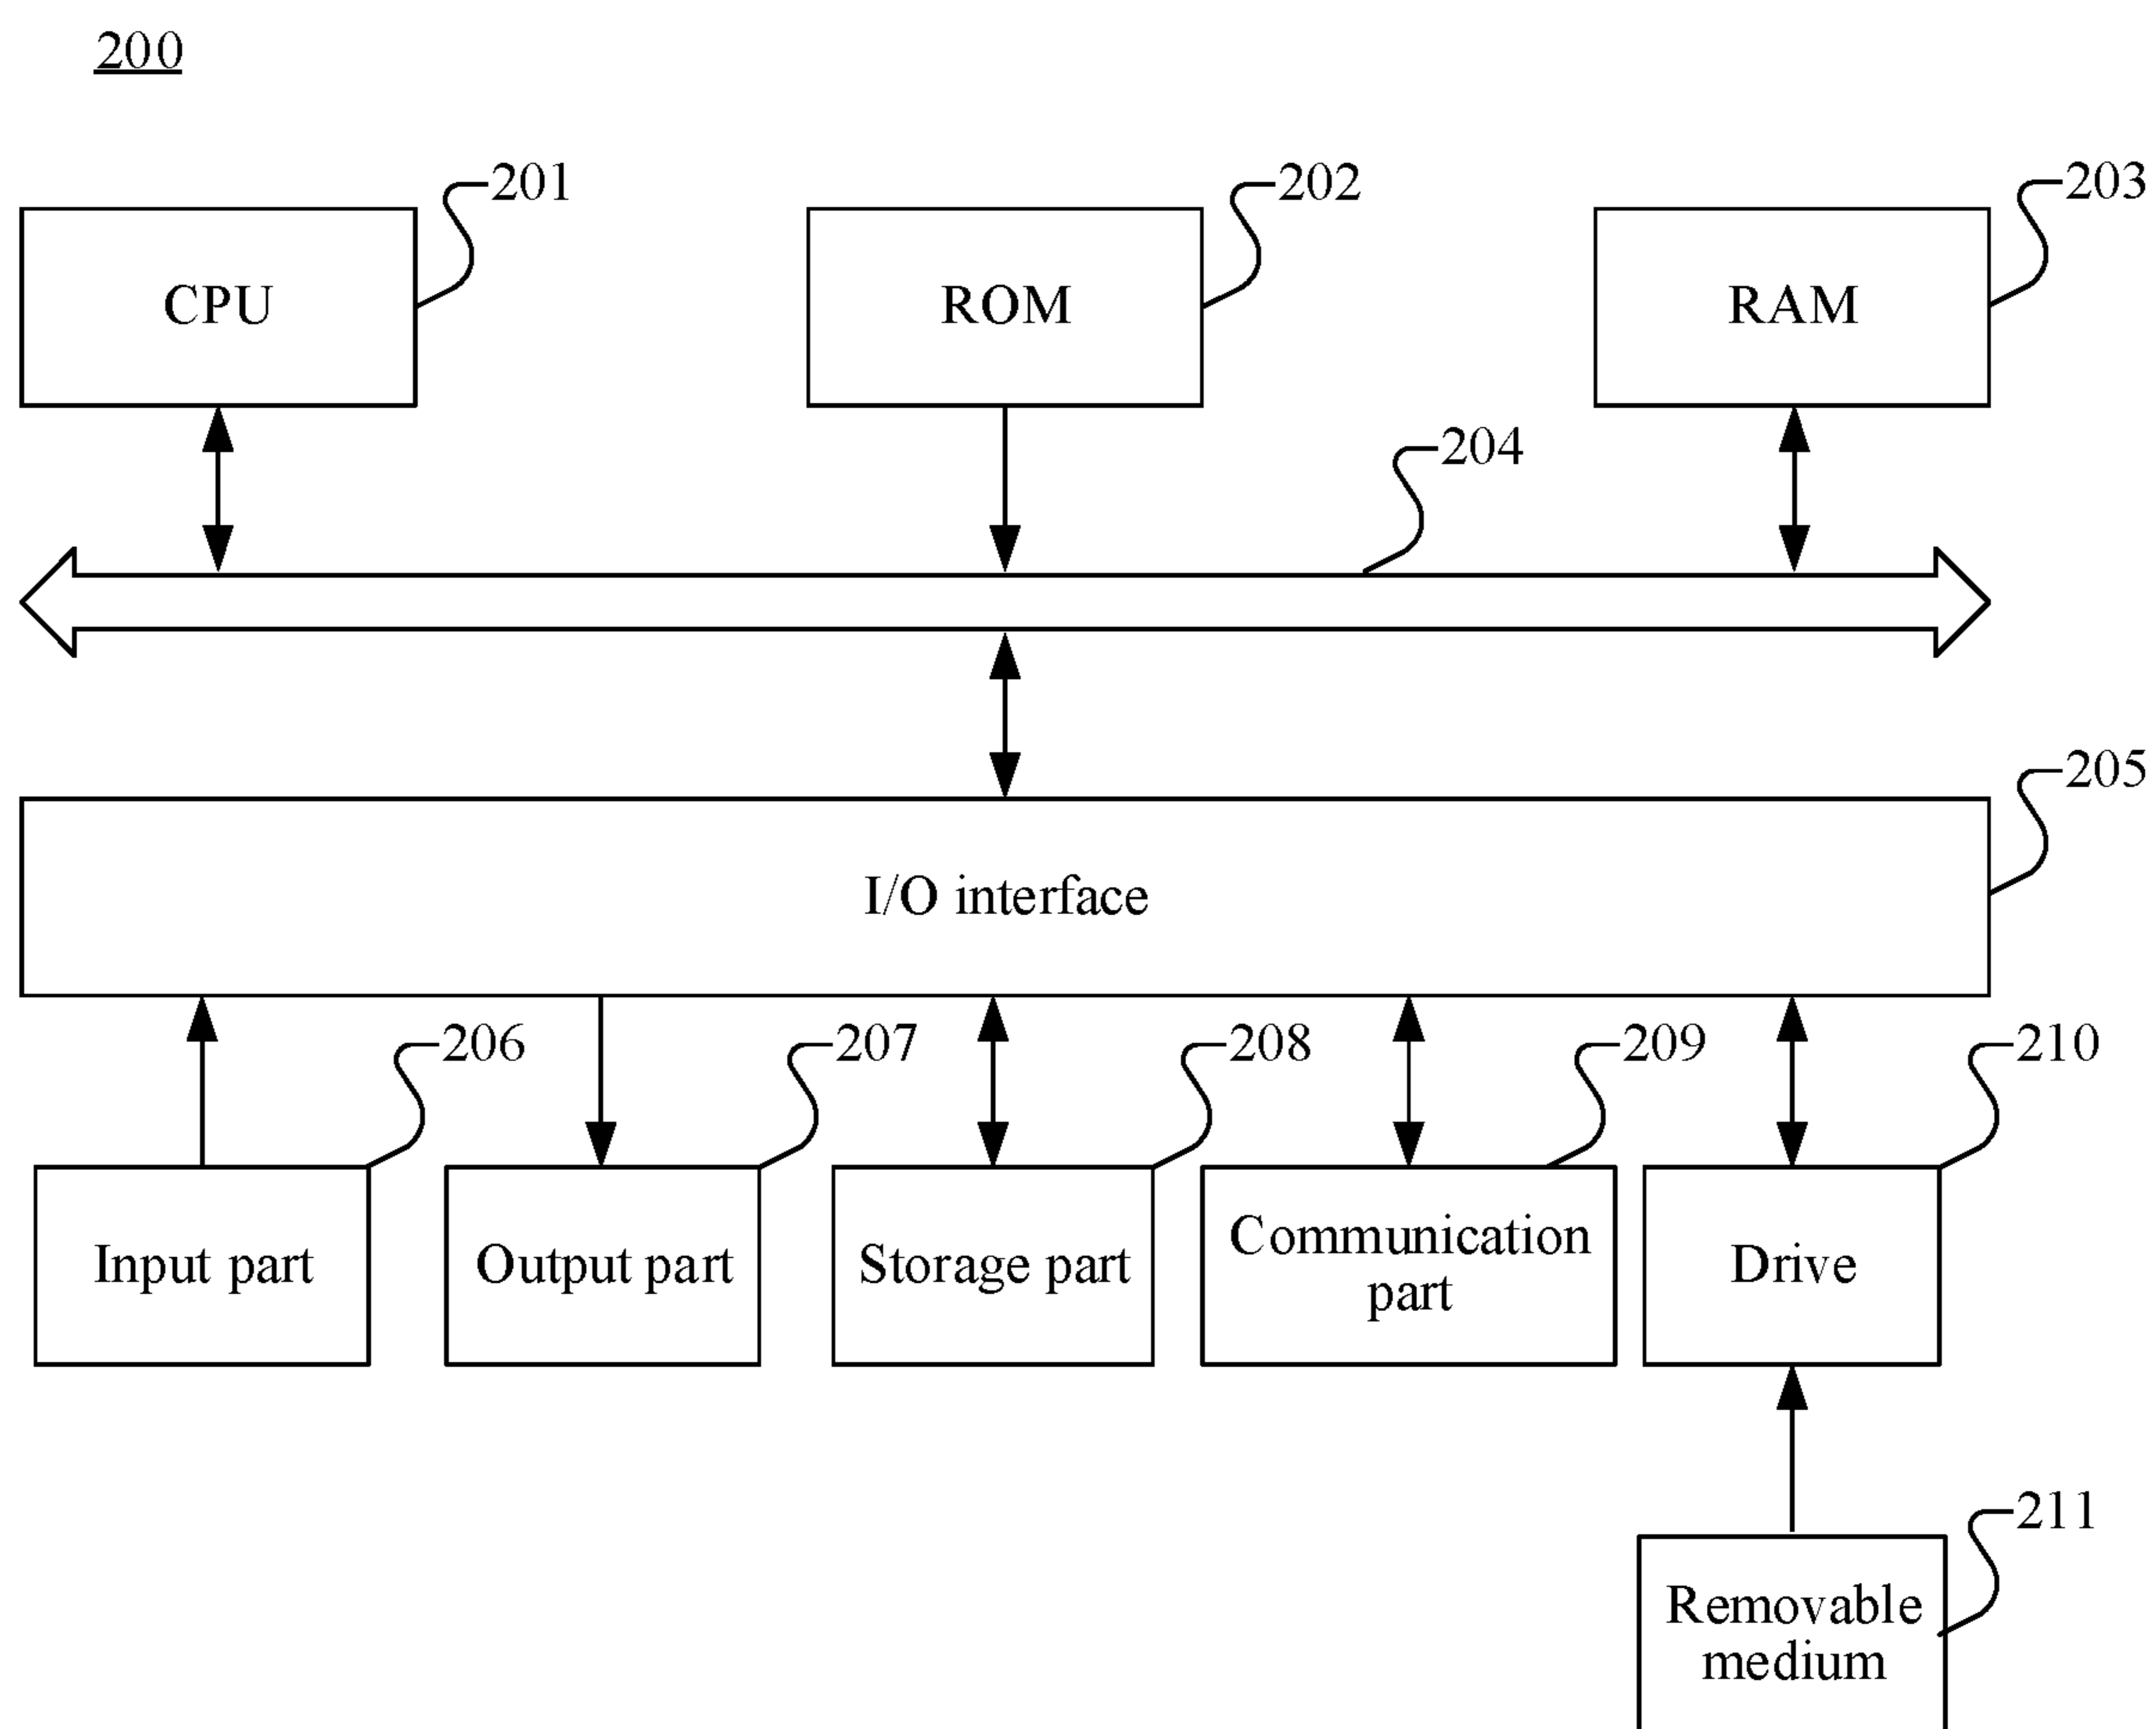 200
201
202
203
CPU
ROM
RAM
204
205
I/O interface
206
207
208
209
210
Input part
Output part
Storage part
Communication
part
Drive
211
Removable
medium